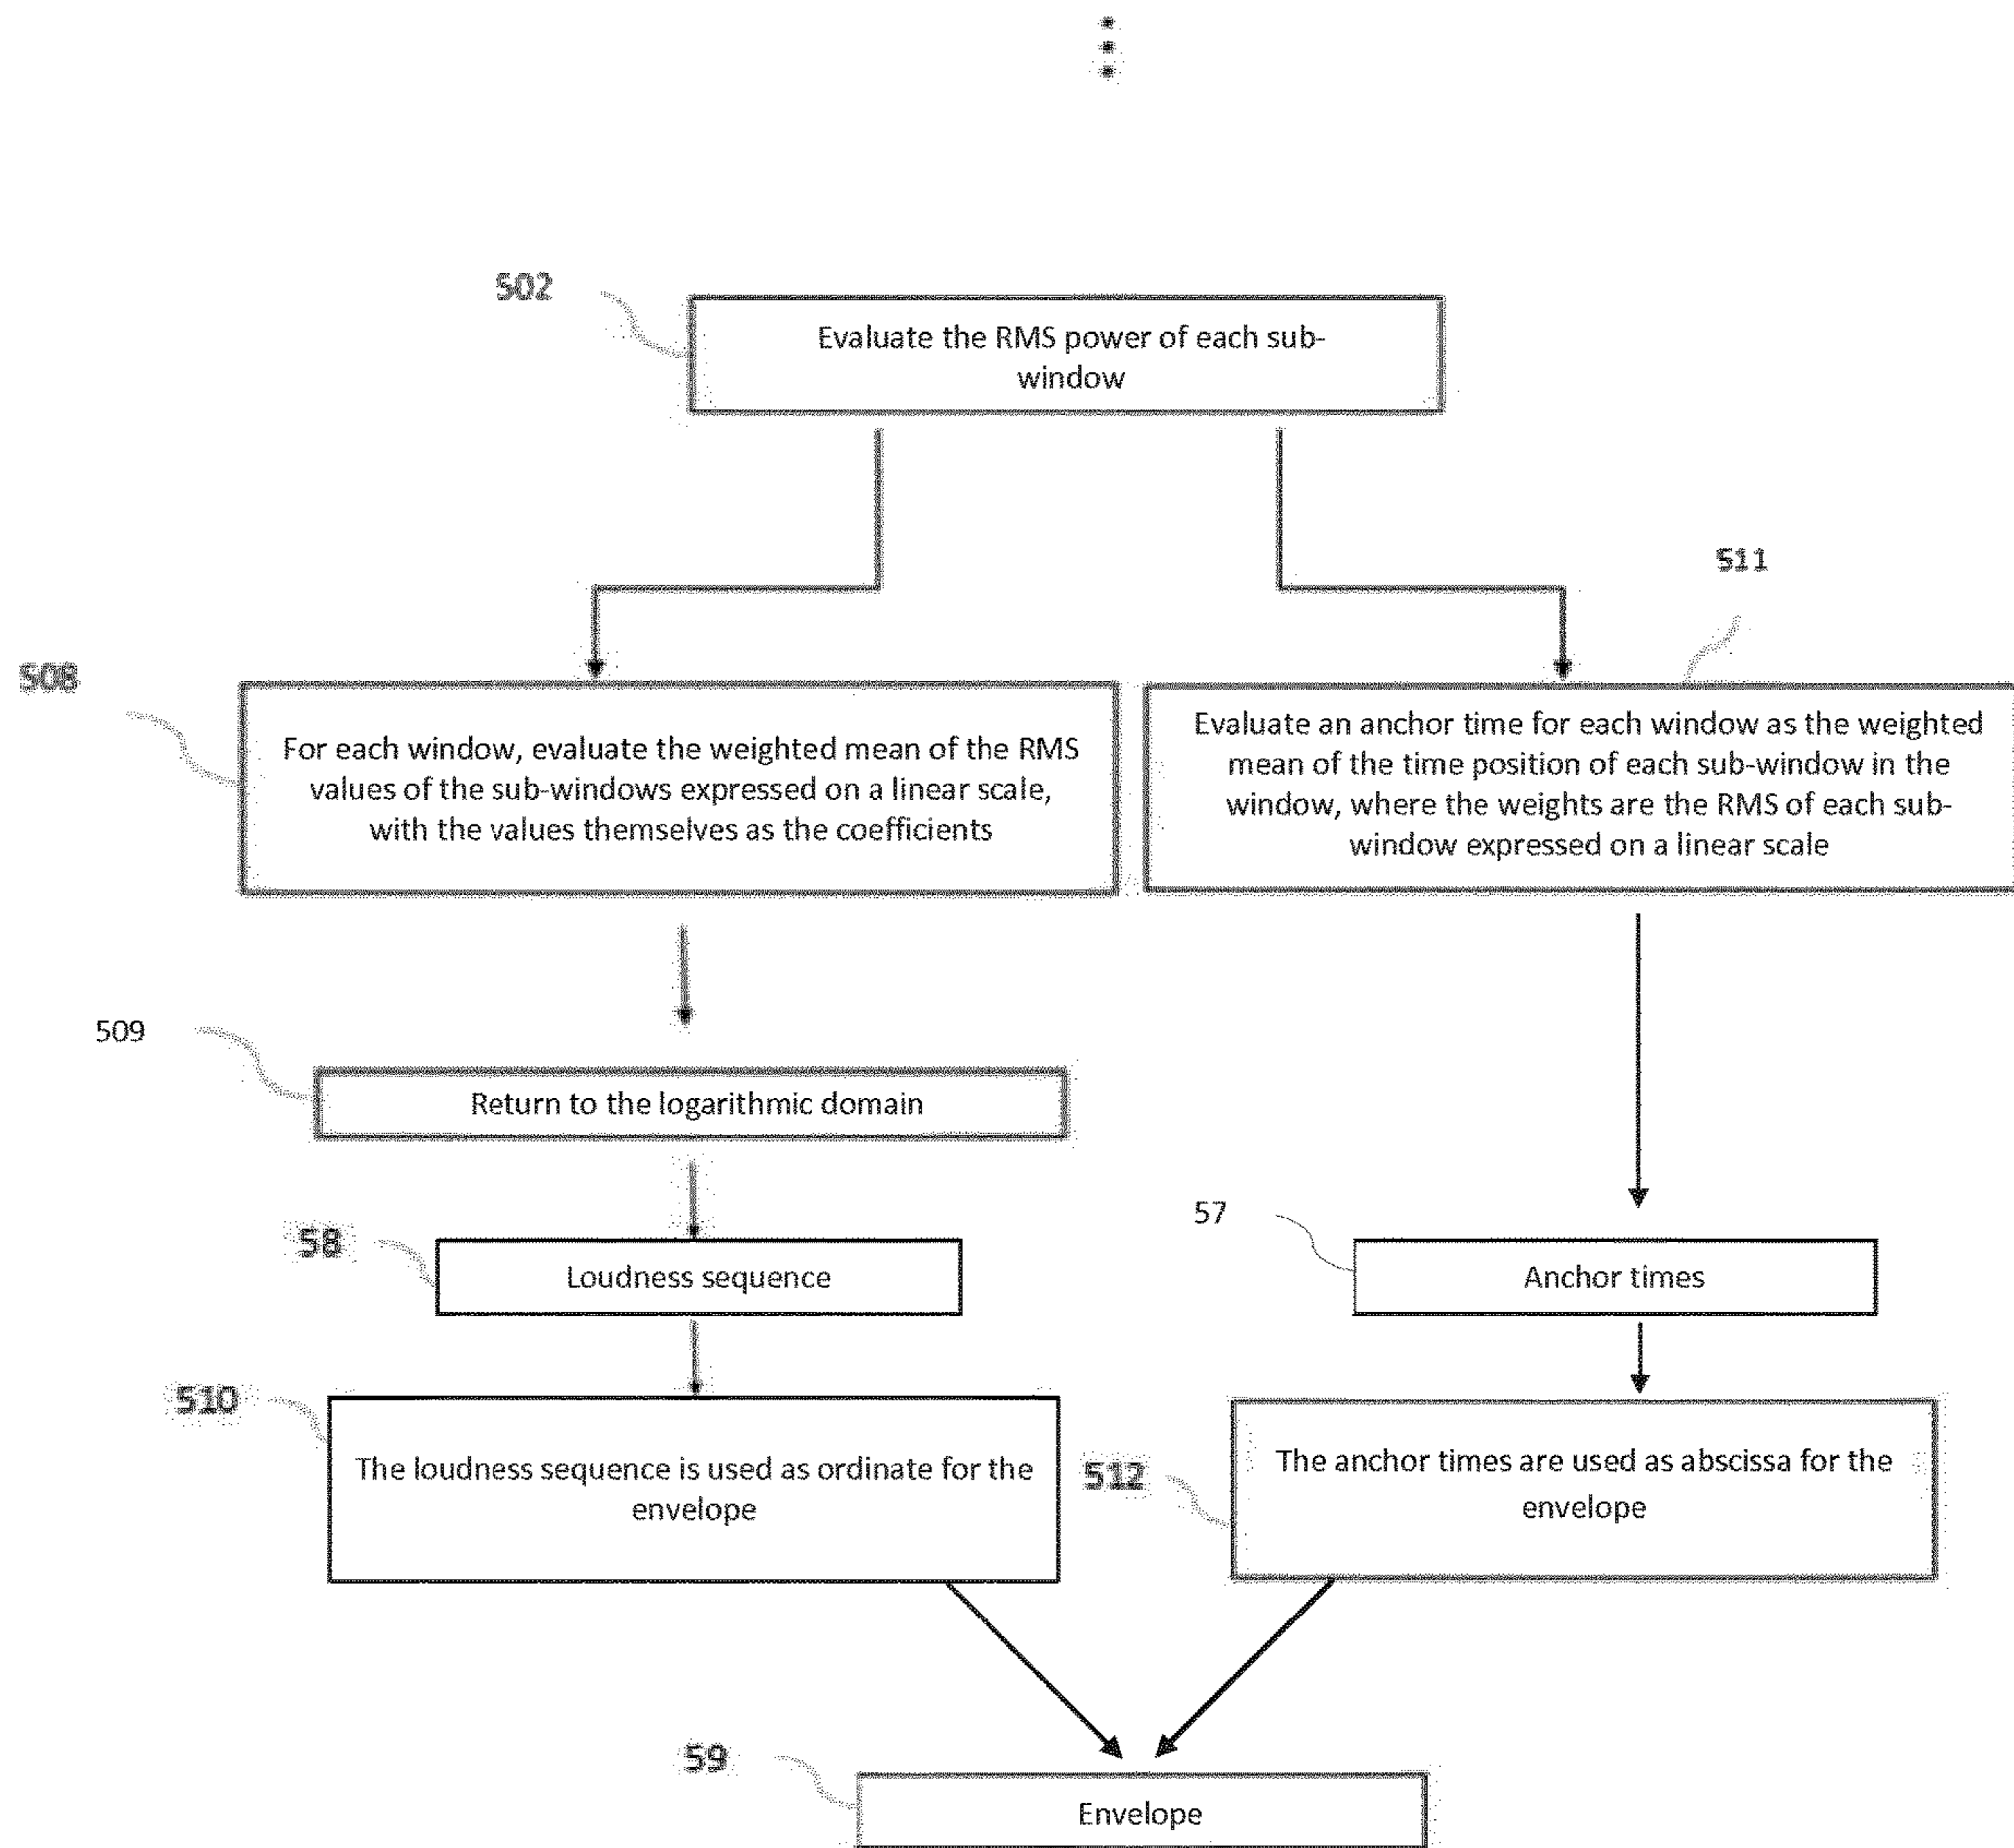 502
Evaluate the RMS power of each sub-
window
511
508
For each window, evaluate the weighted mean of the RMS
values of the sub-windows expressed on a linear scale,
with the values themselves as the coefficients
Evaluate an anchor time for each window as the weighted
mean of the time position of each sub-window in the
window, where the weights are the RMS of each sub-
window expressed on a linear scale
509
Return to the logarithmic domain
58
Loudness sequence
57
Anchor times
510
The loudness sequence is used as ordinate for the
envelope
512
The anchor times are used as abscissa for the
envelope
59
Envelope